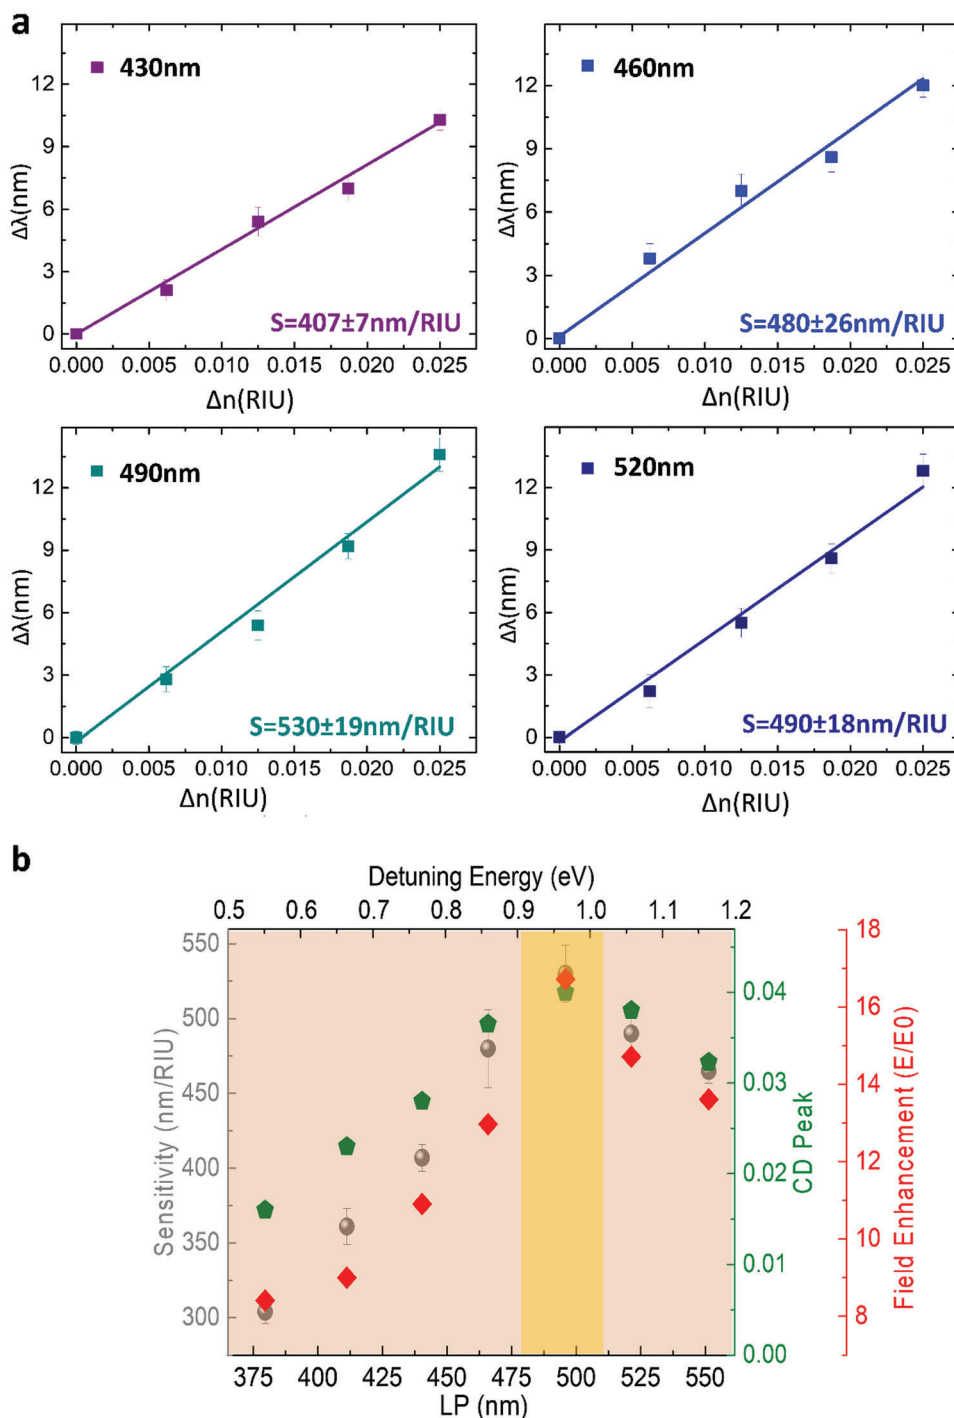 a
430nm
12
9
6
3
0
Δλ(nm)
S=407±7nm/RIU
0.000 0.005 0.010 0.015 0.020 0.025
Δn(RIU)
460nm
12
9
6
3
0
Δλ(nm)
S=480±26nm/RIU
0.000 0.005 0.010 0.015 0.020 0.025
Δn(RIU)
490nm
12
9
6
3
0
Δλ(nm)
S=530±19nm/RIU
0.000 0.005 0.010 0.015 0.020 0.025
Δn(RIU)
520nm
12
9
6
3
0
Δλ(nm)
S=490±18nm/RIU
0.000 0.005 0.010 0.015 0.020 0.025
Δn(RIU)
b
Detuning Energy (eV)
0.5 0.6 0.7 0.8 0.9 1.0 1.1 1.2
550
500
450
400
350
300
Sensitivity (nm/RIU)
0.04
0.03
0.02
0.01
0.00
CD Peak
18
16
14
12
10
8
Field Enhancement (E/E0)
375 400 425 450 475 500 525 550
LP (nm)